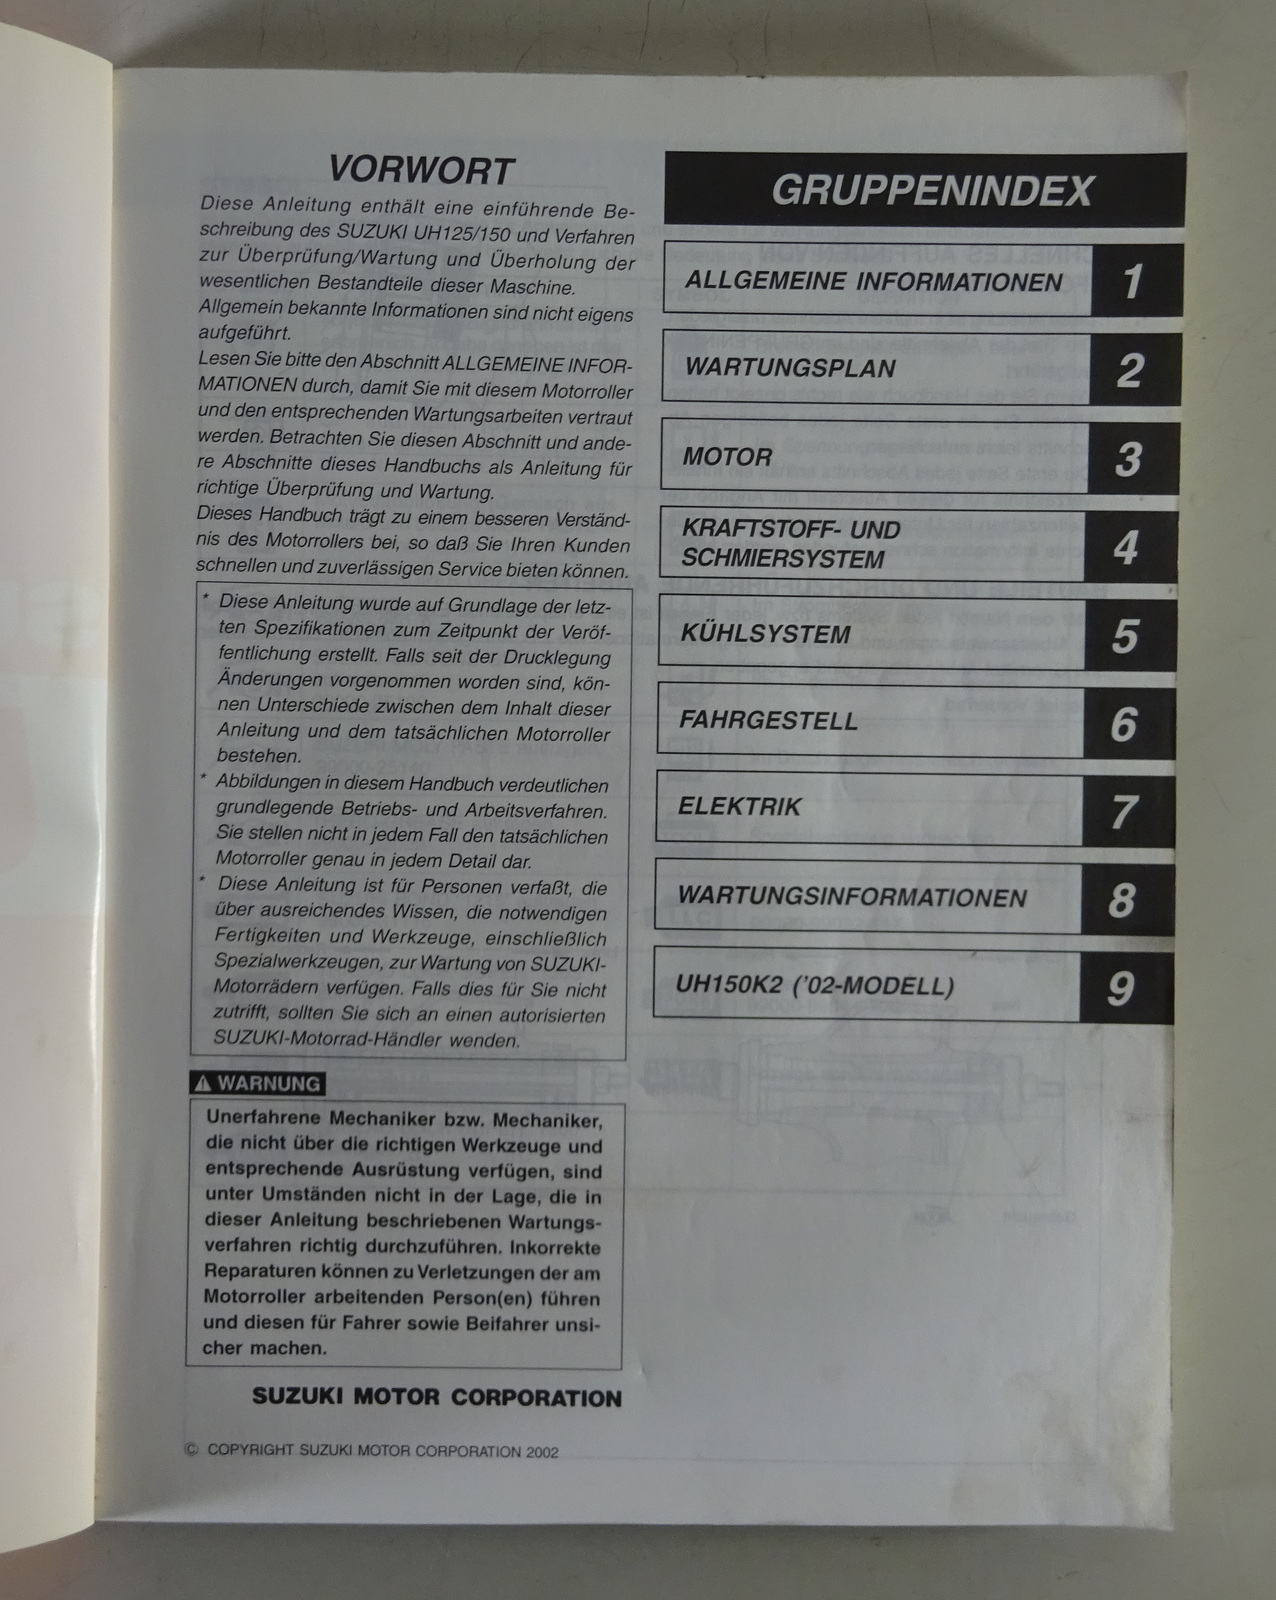 VORWORT
Diese Anleitung enthält eine einführende Be-
schreibung des SUZUKI UH125/150 und Verfahren
zur Überprüfung/Wartung und Überholung der
wesentlichen Bestandteile dieser Maschine.
Allgemein bekannte Informationen sind nicht eigens
aufgeführt.
Lesen Sie bitte den Abschnitt ALLGEMEINE INFOR-
MATIONEN durch, damit Sie mit diesem Motorroller
und den entsprechenden Wartungsarbeiten vertraut
werden. Betrachten Sie diesen Abschnitt und ande-
re Abschnitte dieses Handbuchs als Anleitung für
richtige Überprüfung und Wartung.
Dieses Handbuch trägt zu einem besseren Verständ-
nis des Motorrollers bei, so daß Sie Ihren Kunden
schnellen und zuverlässigen Service bieten können.
* Diese Anleitung wurde auf Grundlage der letz-
ten Spezifikationen zum Zeitpunkt der Veröf-
fentlichung erstellt. Falls seit der Drucklegung
Änderungen vorgenommen worden sind, kön-
nen Unterschiede zwischen dem Inhalt dieser
Anleitung und dem tatsächlichen Motorroller
bestehen.
* Abbildungen in diesem Handbuch verdeutlichen
grundlegende Betriebs- und Arbeitsverfahren.
Sie stellen nicht in jedem Fall den tatsächlichen
Motorroller genau in jedem Detail dar.
* Diese Anleitung ist für Personen verfaßt, die
über ausreichendes Wissen, die notwendigen
Fertigkeiten und Werkzeuge, einschließlich
Spezialwerkzeugen, zur Wartung von SUZUKI-
Motorrädern verfügen. Falls dies für Sie nicht
zutrifft, sollten Sie sich an einen autorisierten
SUZUKI-Motorrad-Händler wenden.
⚠ WARNUNG
Unerfahrene Mechaniker bzw. Mechaniker,
die nicht über die richtigen Werkzeuge und
entsprechende Ausrüstung verfügen, sind
unter Umständen nicht in der Lage, die in
dieser Anleitung beschriebenen Wartungs-
verfahren richtig durchzuführen. Inkorrekte
Reparaturen können zu Verletzungen der am
Motorroller arbeitenden Person(en) führen
und diesen für Fahrer sowie Beifahrer unsi-
cher machen.
SUZUKI MOTOR CORPORATION
© COPYRIGHT SUZUKI MOTOR CORPORATION 2002
GRUPPENINDEX
ALLGEMEINE INFORMATIONEN 1
WARTUNGSPLAN 2
MOTOR 3
KRAFTSTOFF- UND
SCHMIERSYSTEM 4
KÜHLSYSTEM 5
FAHRGESTELL 6
ELEKTRIK 7
WARTUNGSINFORMATIONEN 8
UH150K2 ('02-MODELL) 9